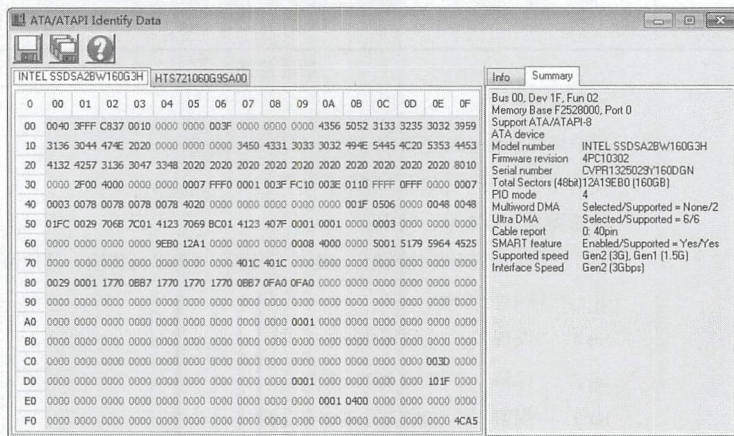 ATA/ATAPI Identify Data
INTEL SSDSA2BW160G3H HTS721060G9SA00
0 00 01 02 03 04 05 06 07 08 09 0A 0B 0C 0D 0E 0F
00 0040 3FFF C837 0010 0000 0000 003F 0000 0000 0000 4356 5052 3133 3235 3032 3959
10 3136 3044 474E 2020 0000 0000 0000 3450 4331 3033 3032 494E 5445 4C20 5353 4453
20 4132 4257 3136 3047 3348 2020 2020 2020 2020 2020 2020 2020 2020 2020 2020 8010
30 0000 2F00 4000 0000 0000 0007 FFF0 0001 003F FC10 003E 0110 FFFF 0FFF 0000 0007
40 0003 0078 0078 0078 0078 4020 0000 0000 0000 0000 0000 001F 0506 0000 0048 0048
50 01FC 0029 706B 7C01 4123 7069 BC01 4123 407F 0001 0001 0000 0003 0000 0000 0000
60 0000 0000 0000 0000 9EB0 12A1 0000 0000 0000 0008 4000 0000 5001 5179 5964 4525
70 0000 0000 0000 0000 0000 0000 0000 401C 401C 0000 0000 0000 0000 0000 0000 0000
80 0029 0001 1770 0BB7 1770 1770 1770 0BB7 0FA0 0FA0 0000 0000 0000 0000 0000 0000
90 0000 0000 0000 0000 0000 0000 0000 0000 0000 0000 0000 0000 0000 0000 0000 0000
A0 0000 0000 0000 0000 0000 0000 0000 0000 0000 0001 0000 0000 0000 0000 0000 0000
B0 0000 0000 0000 0000 0000 0000 0000 0000 0000 0000 0000 0000 0000 0000 0000 0000
C0 0000 0000 0000 0000 0000 0000 0000 0000 0000 0000 0000 0000 0000 0000 003D 0000
D0 0000 0000 0000 0000 0000 0000 0000 0000 0000 0001 0000 0000 0000 0000 101F 0000
E0 0000 0000 0000 0000 0000 0000 0000 0000 0000 0000 0001 0400 0000 0000 0000 0000
F0 0000 0000 0000 0000 0000 0000 0000 0000 0000 0000 0000 0000 0000 0000 0000 4CA5
Info Summary
Bus 00, Dev 1F, Fun 02
Memory Base F2528000, Port 0
Support ATA/ATAPI-8
ATA device
Model number INTEL SSDSA2BW160G3H
Firmware revision 4PC10302
Serial number CVPR1325029Y160DGN
Total Sectors (48bit)12A19EB0 (160GB)
PIO mode 4
Multiword DMA Selected/Supported = None/2
Ultra DMA Selected/Supported = 6/6
Cable report 0: 40pin
SMART feature Enabled/Supported = Yes/Yes
Supported speed Gen2 (3G), Gen1 (1.5G)
Interface Speed Gen2 (3Gbps)